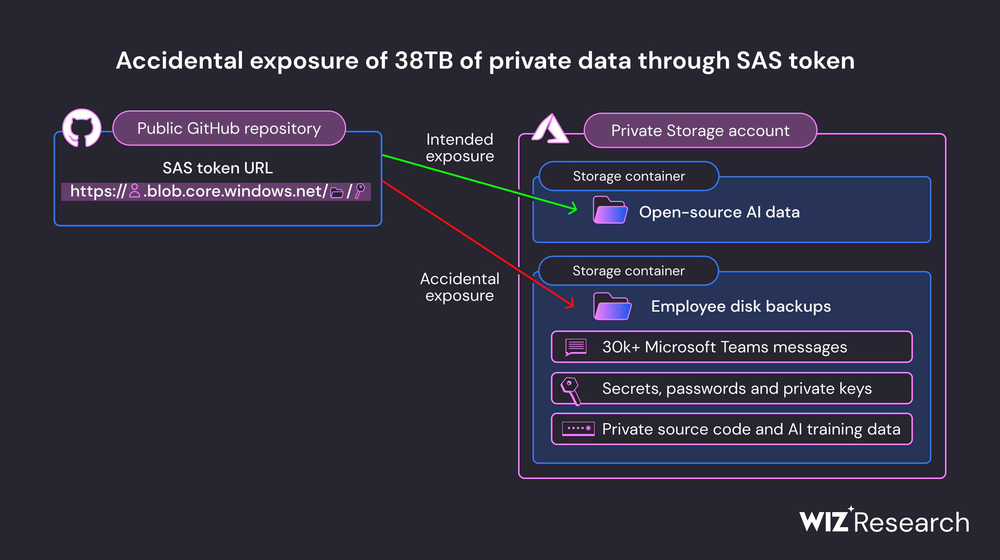 Accidental exposure of 38TB of private data through SAS token
Public GitHub repository
SAS token URL
https://.blob.core.windows.net//
Intended
exposure
Accidental
exposure
Private Storage account
Storage container
Open-source AI data
Storage container
Employee disk backups
30k+ Microsoft Teams messages
Secrets, passwords and private keys
Private source code and AI training data
WIZ Research